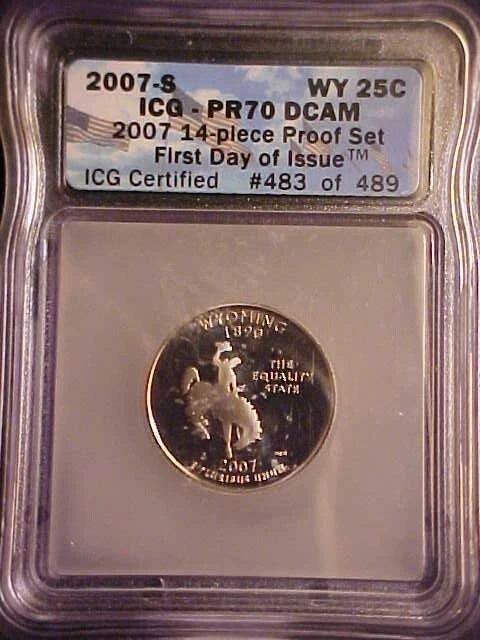 2007-S WY 25C
ICG - PR70 DCAM
2007 14-piece Proof Set
First Day of Issue™
ICG Certified #483 of 489
WYOMING
1890
THE
EQUALITY
STATE
2007